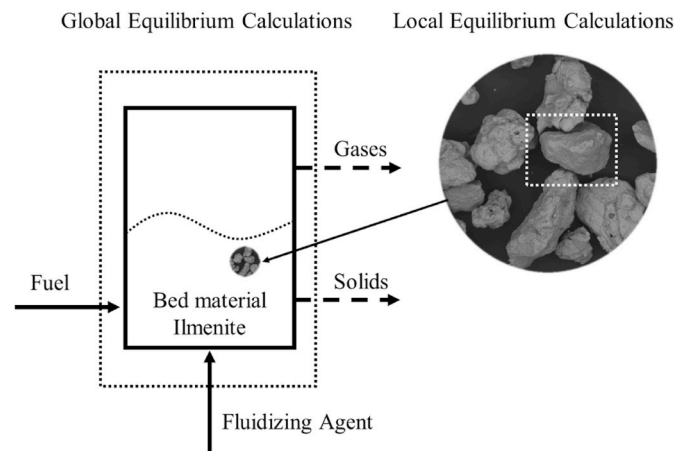 Global Equilibrium Calculations
Local Equilibrium Calculations
Gases
Fuel
Solids
Bed material
Ilmenite
Fluidizing Agent